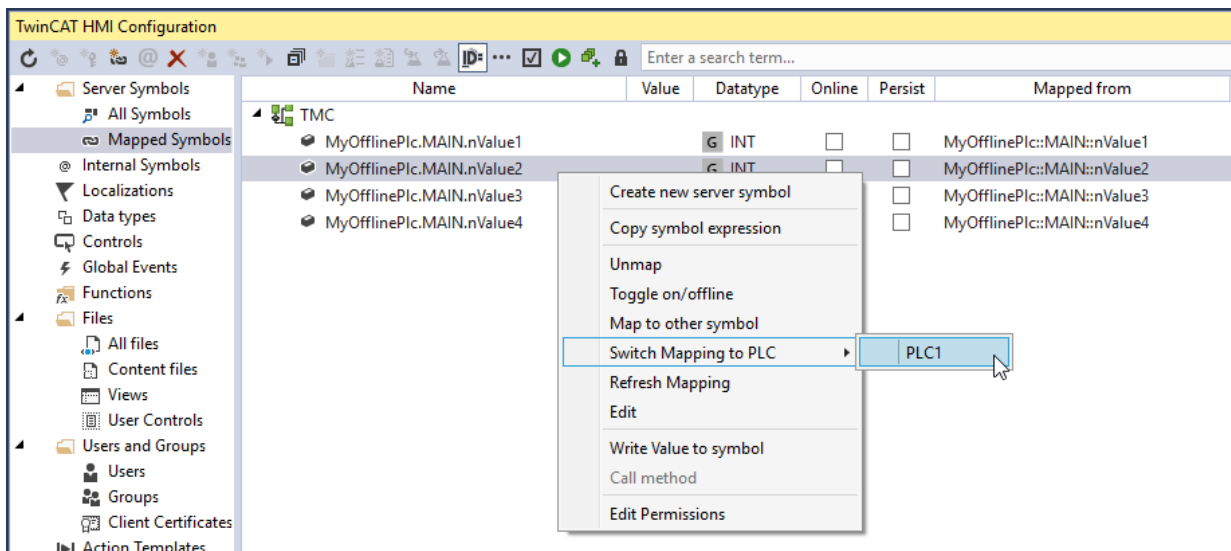 TwinCAT HMI Configuration
Enter a search term...
Server Symbols
All Symbols
Mapped Symbols
Internal Symbols
Localizations
Data types
Controls
Global Events
Functions
Files
All files
Content files
Views
User Controls
Users and Groups
Users
Groups
Client Certificates
Action Templates
Name Value Datatype Online Persist Mapped from
TMC
MyOfflinePlc.MAIN.nValue1 G INT MyOfflinePlc::MAIN::nValue1
MyOfflinePlc.MAIN.nValue2 G INT MyOfflinePlc::MAIN::nValue2
MyOfflinePlc.MAIN.nValue3 MyOfflinePlc::MAIN::nValue3
MyOfflinePlc.MAIN.nValue4 MyOfflinePlc::MAIN::nValue4
Create new server symbol
Copy symbol expression
Unmap
Toggle on/offline
Map to other symbol
Switch Mapping to PLC
PLC1
Refresh Mapping
Edit
Write Value to symbol
Call method
Edit Permissions